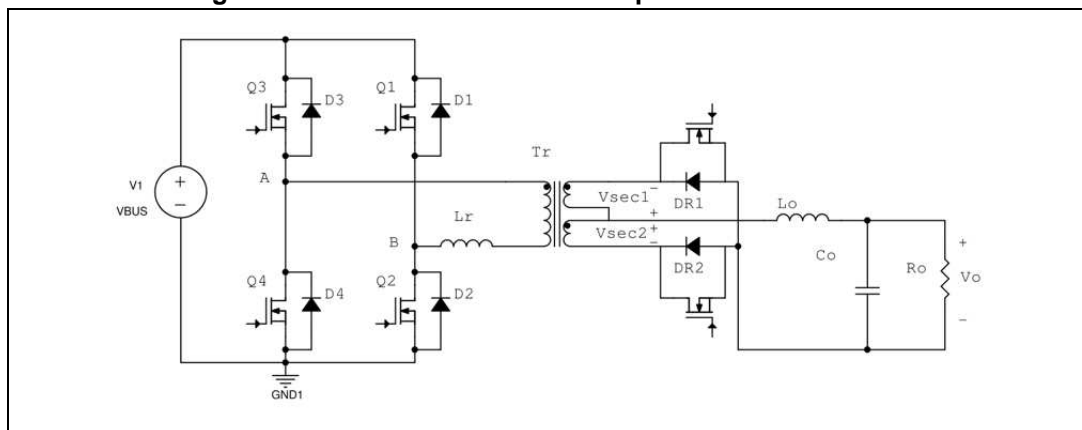 Q3
D3
Q1
D1
Tr
V1
VBUS
A
Vsec1
−
DR1
Lo
Lr
+
+
Vsec2
−
B
DR2
Co
Ro
+
Vo
−
Q4
D4
Q2
D2
+
−
GND1